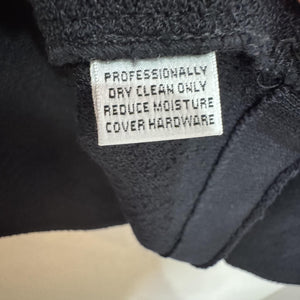 PROFESSIONALLY
DRY CLEAN ONLY
REDUCE MOISTURE
COVER HARDWARE